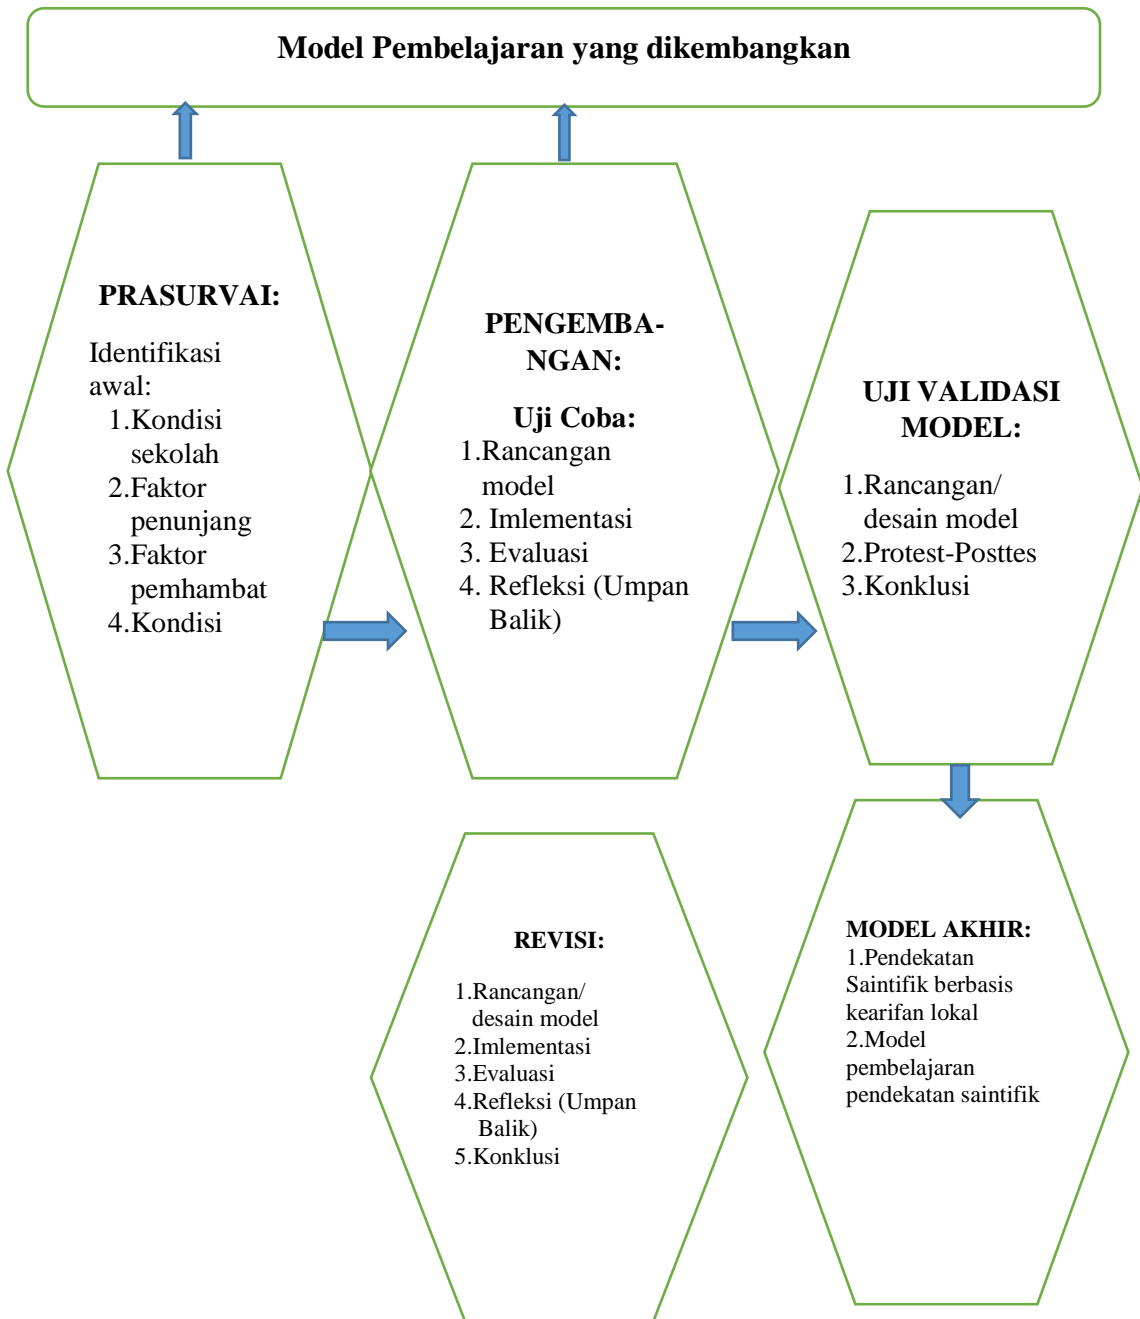 Model Pembelajaran yang dikembangkan
PRASURVAI:
Identifikasi
awal:
1.Kondisi
sekolah
2.Faktor
penunjang
3.Faktor
pemhambat
4.Kondisi
PENGEMBA-
NGAN:
Uji Coba:
1.Rancangan
model
2. Imlementasi
3. Evaluasi
4. Refleksi (Umpan
Balik)
UJI VALIDASI
MODEL:
1.Rancangan/
desain model
2.Protest-Posttes
3.Konklusi
REVISI:
1.Rancangan/
desain model
2.Imlementasi
3.Evaluasi
4.Refleksi (Umpan
Balik)
5.Konklusi
MODEL AKHIR:
1.Pendekatan
Saintifik berbasis
kearifan lokal
2.Model
pembelajaran
pendekatan saintifik